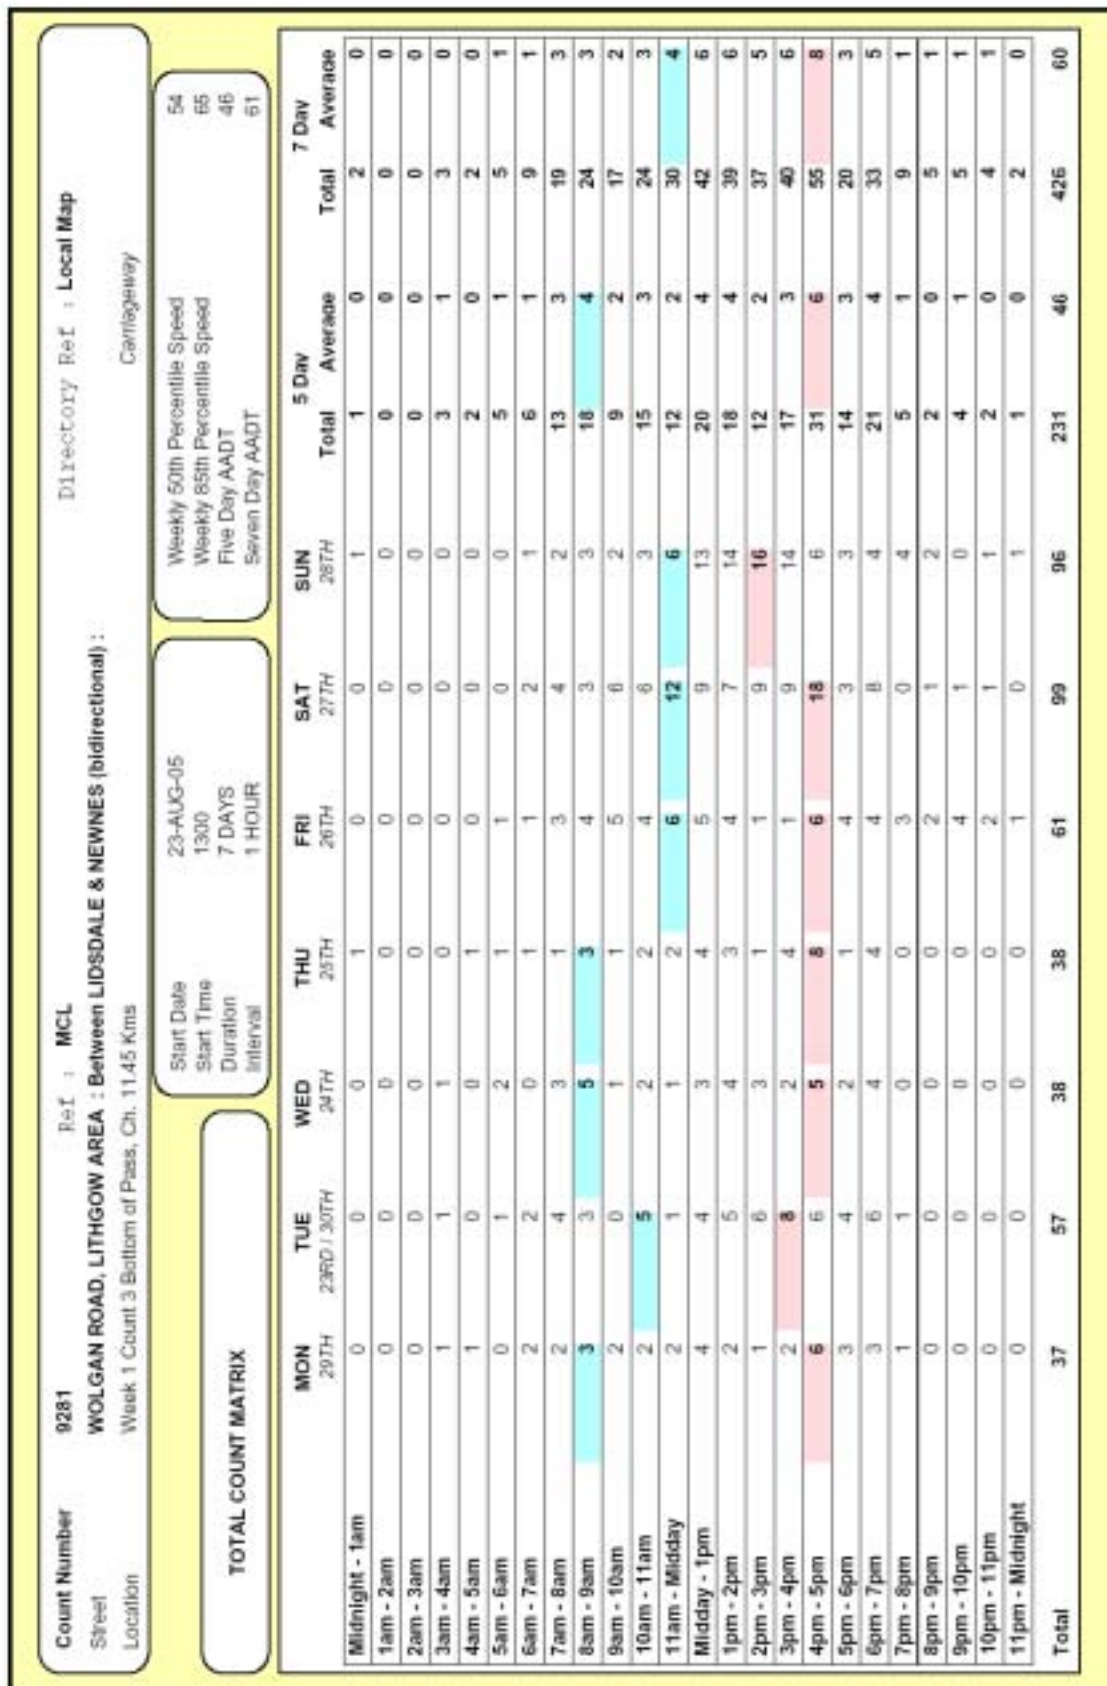 Count Number 9281 Ref : MCL Directory Ref : Local Map
Street WOLGAN ROAD, LITHGOW AREA : Between LIDSDALE & NEWNES (bidirectional) :
Location Week 1 Count 3 Bottom of Pass, Ch. 11.45 Kms Carriageway
TOTAL COUNT MATRIX
Start Date 23-AUG-05
Start Time 1300
Duration 7 DAYS
Interval 1 HOUR
Weekly 50th Percentile Speed 54
Weekly 85th Percentile Speed 65
Five Day AADT 46
Seven Day AADT 61
MON TUE WED THU FRI SAT SUN 5 Day 7 Day
29TH 23RD / 30TH 24TH 25TH 26TH 27TH 28TH Total Average Total Average
Midnight - 1am 0 0 0 1 0 0 1 1 0 2 0
1am - 2am 0 0 0 0 0 0 0 0 0 0 0
2am - 3am 0 0 0 0 0 0 0 0 0 0 0
3am - 4am 1 1 1 0 0 0 0 3 1 3 0
4am - 5am 1 0 0 1 0 0 0 2 0 2 0
5am - 6am 0 1 2 1 1 0 0 5 1 5 1
6am - 7am 2 2 0 1 1 2 1 6 1 9 1
7am - 8am 2 4 3 1 3 4 2 13 3 19 3
8am - 9am 3 3 5 3 4 3 3 18 4 24 3
9am - 10am 2 0 1 1 5 6 2 9 2 17 2
10am - 11am 2 5 2 2 4 6 3 15 3 24 3
11am - Midday 2 1 1 2 6 12 6 12 2 30 4
Midday - 1pm 4 4 3 4 5 9 13 20 4 42 6
1pm - 2pm 2 5 4 3 4 7 14 18 4 39 6
2pm - 3pm 1 6 3 1 1 9 16 12 2 37 5
3pm - 4pm 2 8 2 4 1 9 14 17 3 40 6
4pm - 5pm 6 6 5 8 6 18 6 31 6 55 8
5pm - 6pm 3 4 2 1 4 3 3 14 3 20 3
6pm - 7pm 3 6 4 4 4 8 4 21 4 33 5
7pm - 8pm 1 1 0 0 3 0 4 5 1 9 1
8pm - 9pm 0 0 0 0 2 1 2 2 0 5 1
9pm - 10pm 0 0 0 0 4 1 0 4 1 5 1
10pm - 11pm 0 0 0 0 2 1 1 2 0 4 1
11pm - Midnight 0 0 0 0 1 0 1 1 0 2 0
Total 37 57 38 38 61 99 96 231 46 426 60